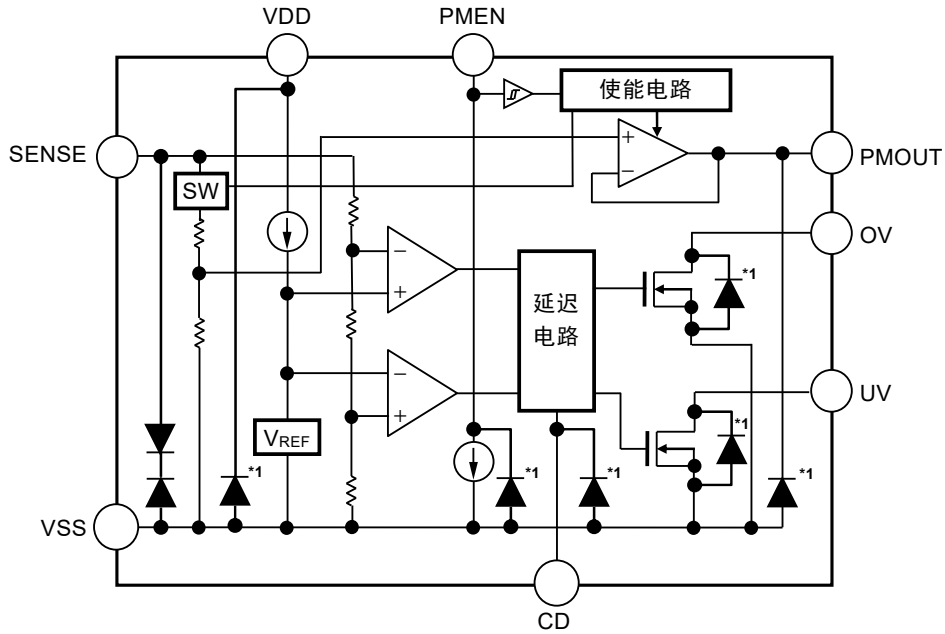 VDD
PMEN
使能电路
SENSE
+
PMOUT
SW
−
OV
−
*1
+
延迟
电路
UV
−
*1
+
VREF
*1
*1
*1
*1
VSS
CD